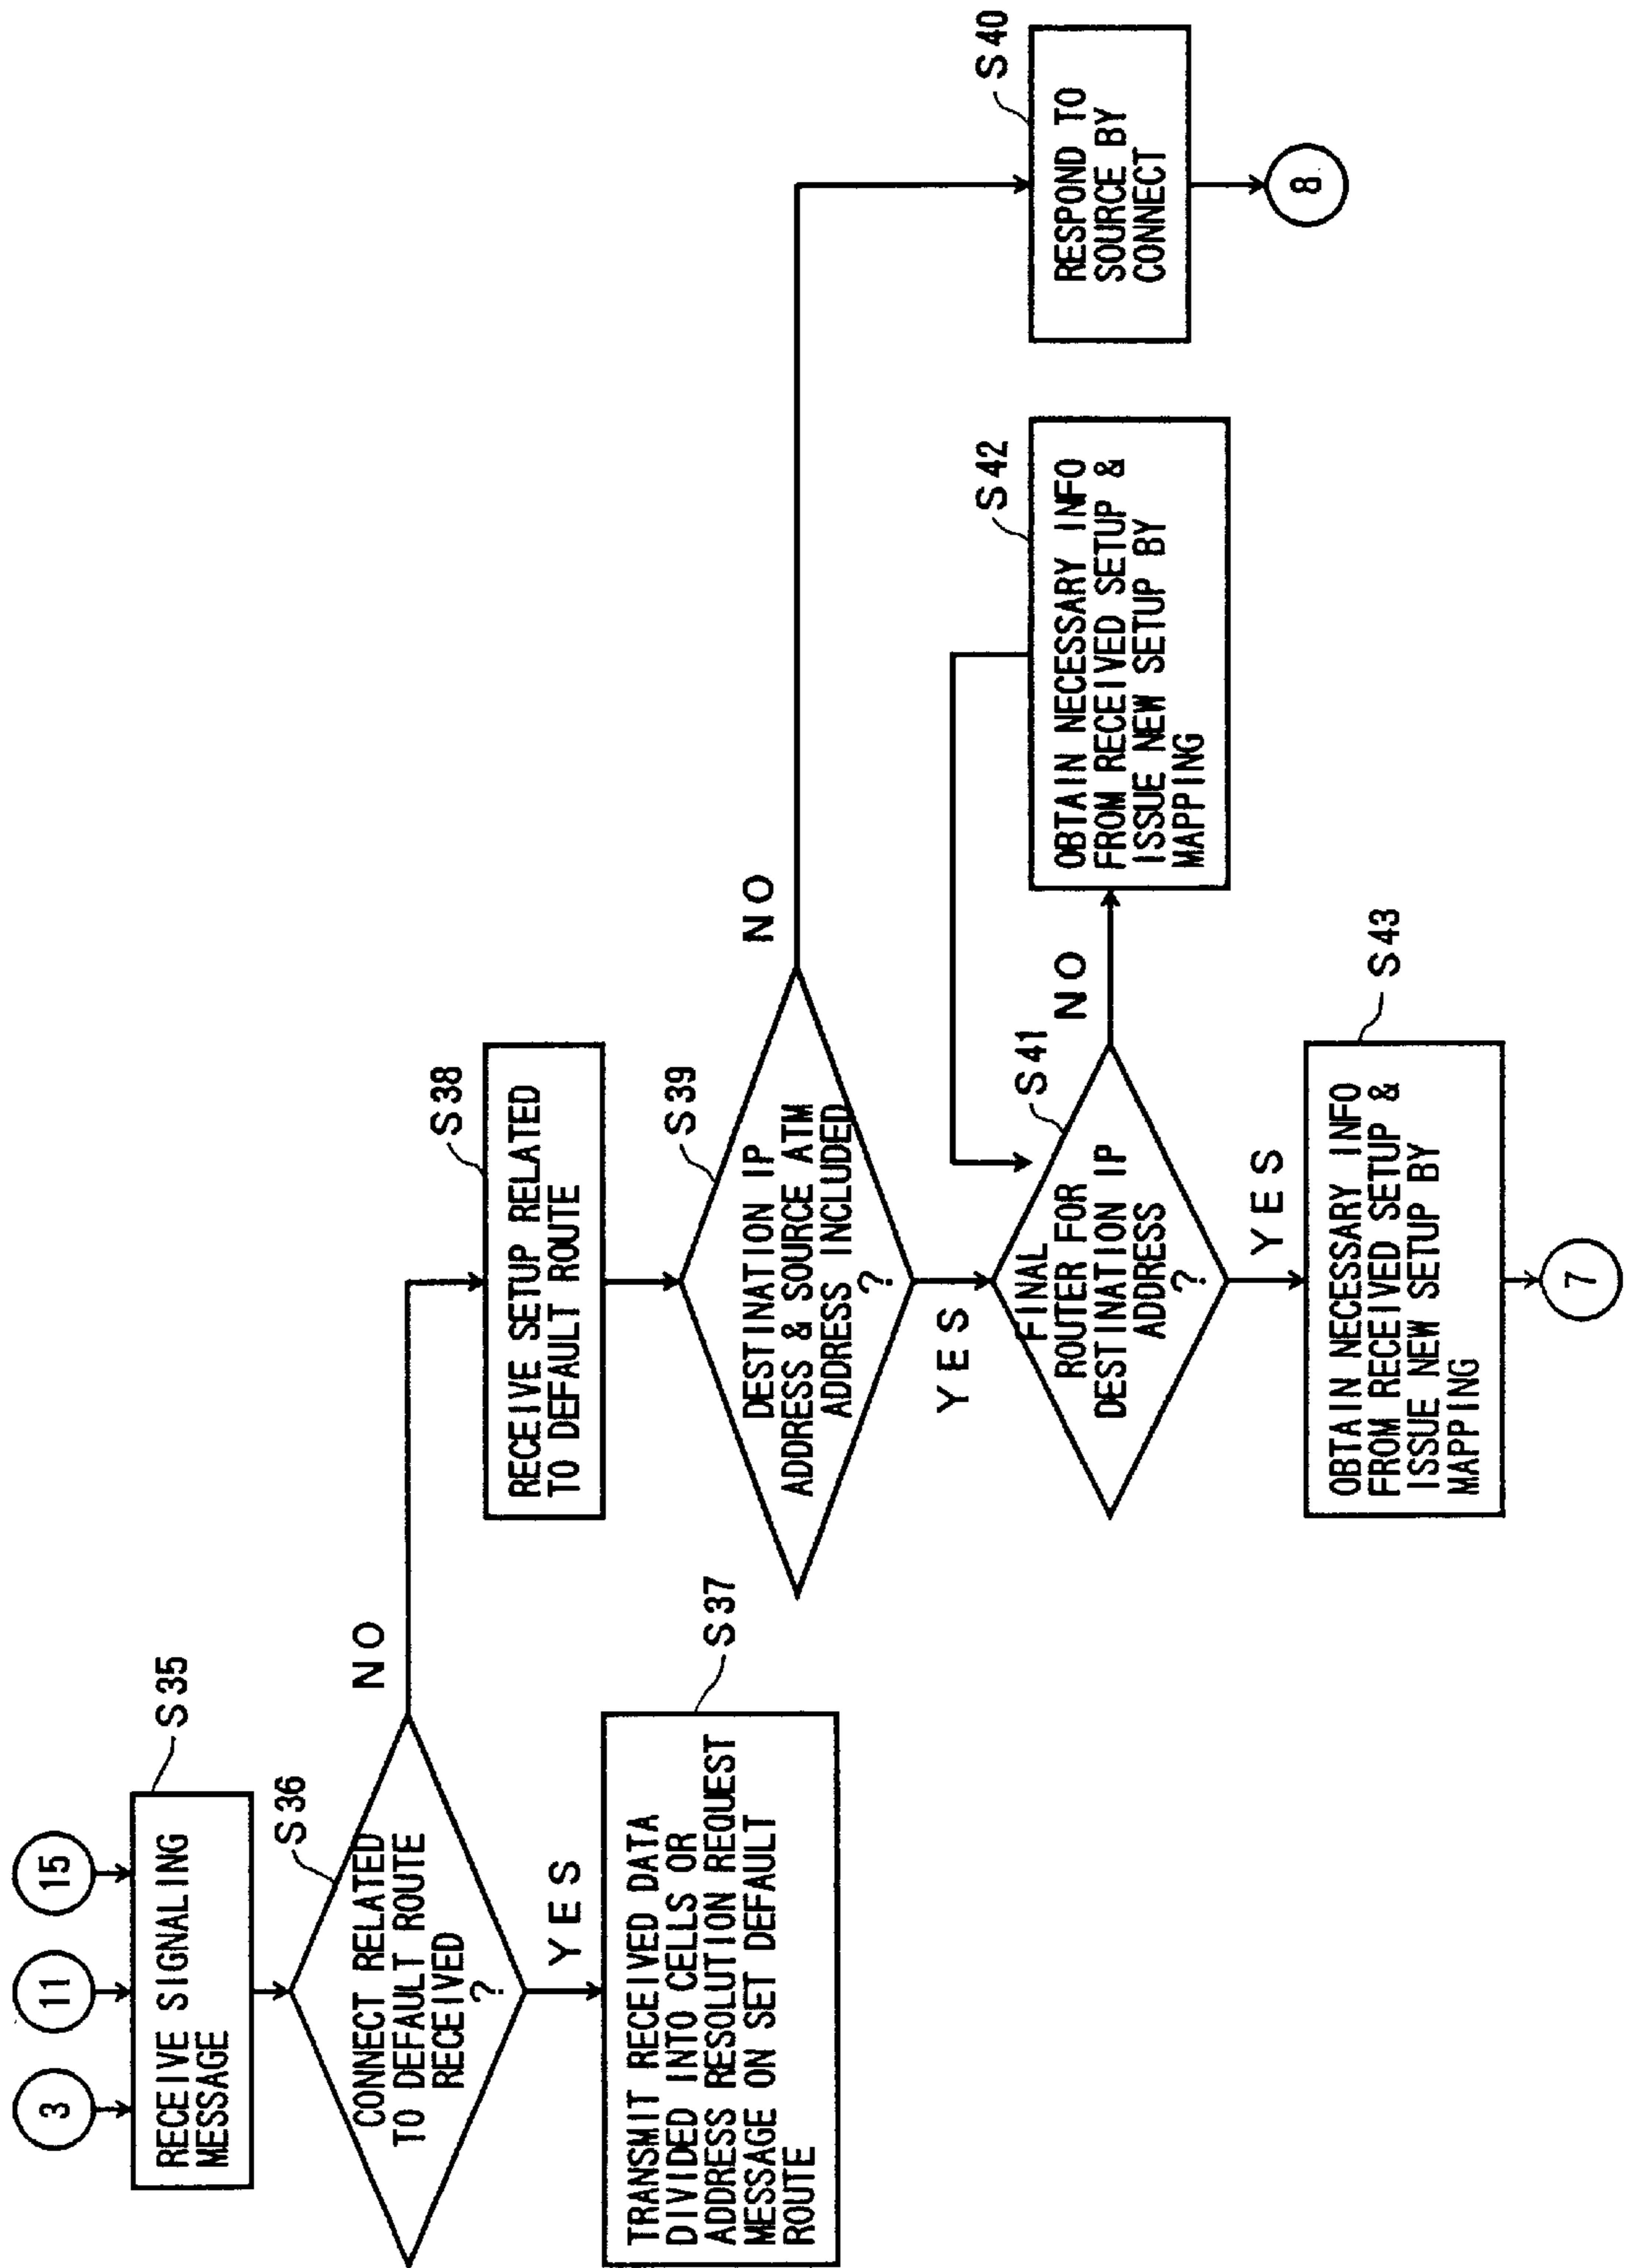 3
11
15
RECEIVE SIGNALING
MESSAGE
S35
CONNECT RELATED
TO DEFAULT ROUTE
RECEIVED
?
S36
NO
YES
TRANSMIT RECEIVED DATA
DIVIDED INTO CELLS OR
ADDRESS RESOLUTION REQUEST
MESSAGE ON SET DEFAULT
ROUTE
S37
RECEIVE SETUP RELATED
TO DEFAULT ROUTE
S38
DESTINATION IP
ADDRESS & SOURCE ATM
ADDRESS INCLUDED
?
S39
NO
YES
RESPOND TO
SOURCE BY
CONNECT
S40
8
FINAL
ROUTER FOR
DESTINATION IP
ADDRESS
?
S41
NO
YES
OBTAIN NECESSARY INFO
FROM RECEIVED SETUP &
ISSUE NEW SETUP BY
MAPPING
S42
OBTAIN NECESSARY INFO
FROM RECEIVED SETUP &
ISSUE NEW SETUP BY
MAPPING
S43
7